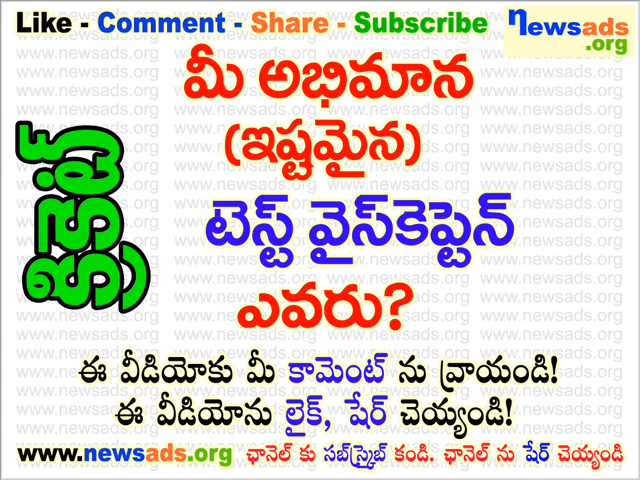 Like - Comment - Share - Subscribe
newsads
.org
మీ అభిమాన
(ఇష్టమైన)
క్రికెట్
టెస్ట్ వైస్‌కెప్టెన్
ఎవరు?
ఈ వీడియోకు మీ కామెంట్ ను వ్రాయండి!
ఈ వీడియోను లైక్, షేర్ చెయ్యండి!
www.newsads.org ఛానెల్ కు సబ్‌స్క్రైబ్ కండి. ఛానెల్ ను షేర్ చెయ్యండి